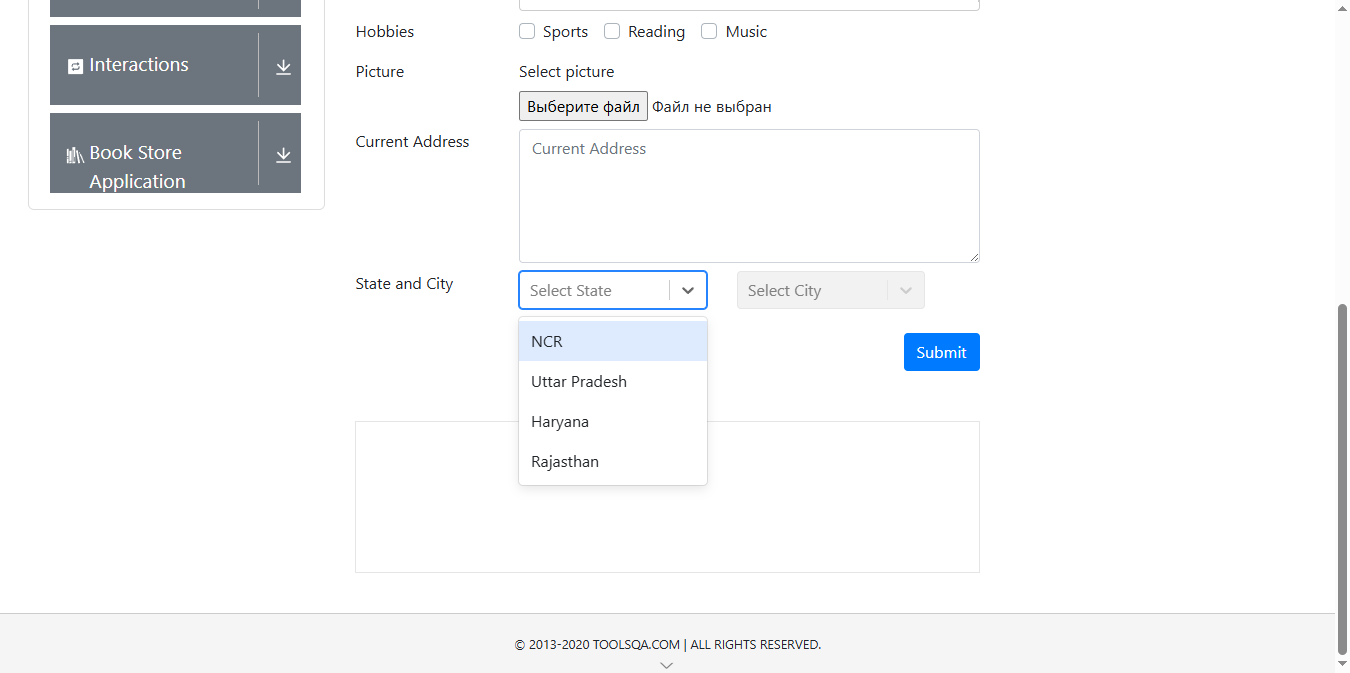 Interactions
Book Store
Application
Hobbies
Sports
Reading
Music
Picture
Select picture
Выберите файл Файл не выбран
Current Address
Current Address
State and City
Select State
Select City
NCR
Uttar Pradesh
Haryana
Rajasthan
Submit
© 2013-2020 TOOLSQA.COM | ALL RIGHTS RESERVED.